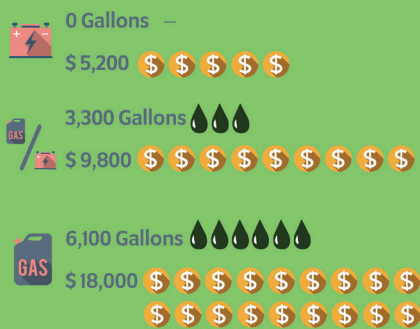 0 Gallons –
$5,200
3,300 Gallons
GAS
$9,800
6,100 Gallons
GAS
$18,000